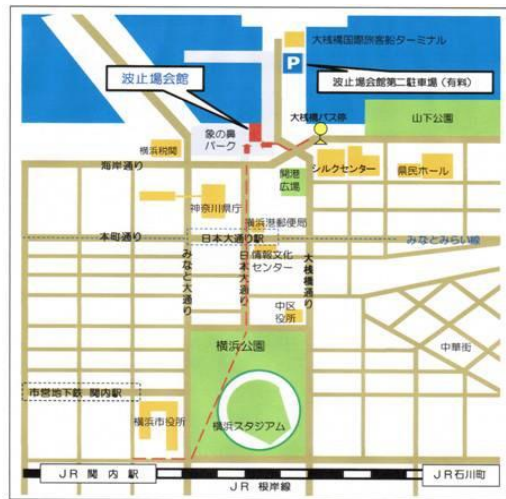 大桟橋国際旅客船ターミナル
P
波止場会館
波止場会館第二駐車場(有料)
大桟橋バス停
象の鼻
パーク
山下公園
横浜税関
海岸通り
開港
広場
シルクセンター
県民ホール
神奈川県庁
横浜港郵便局
本町通り
日本大通り駅
みなとみらい線
情報文化
センター
みなと大通り
日本大通り
大桟橋通り
中区
役所
横浜公園
中華街
市営地下鉄 関内駅
横浜市役所
横浜スタジアム
JR 関内駅
JR 根岸線
JR石川町